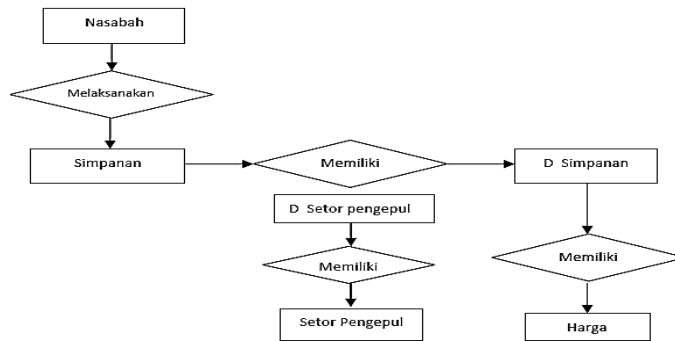 Nasabah
Melaksanakan
Simpanan
Memiliki
D Simpanan
D Setor pengepul
Memiliki
Memiliki
Setor Pengepul
Harga